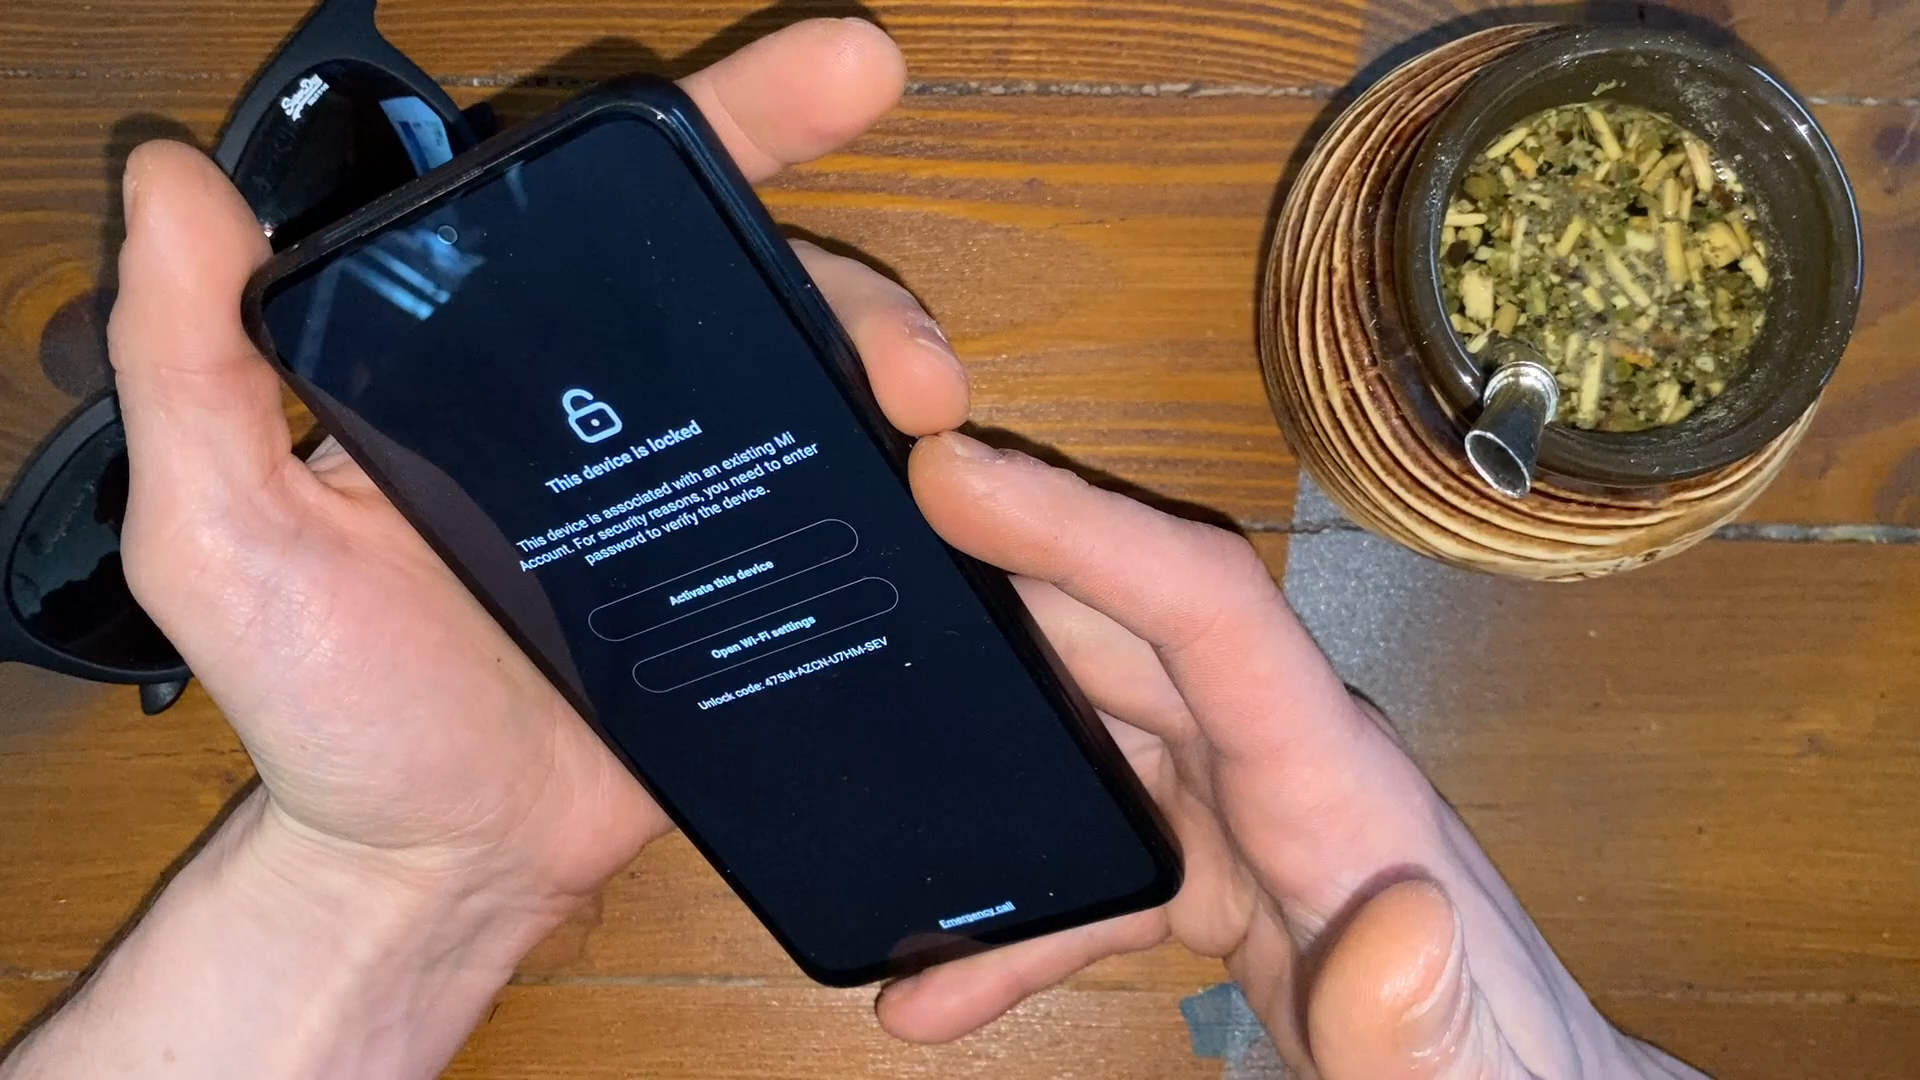 Superdry
This device is locked
This device is associated with an existing Mi
Account. For security reasons, you need to enter
password to verify the device.
Activate this device
Open Wi-Fi settings
Unlock code: 475M-AZCN-U7HM-SEV
Emergency call